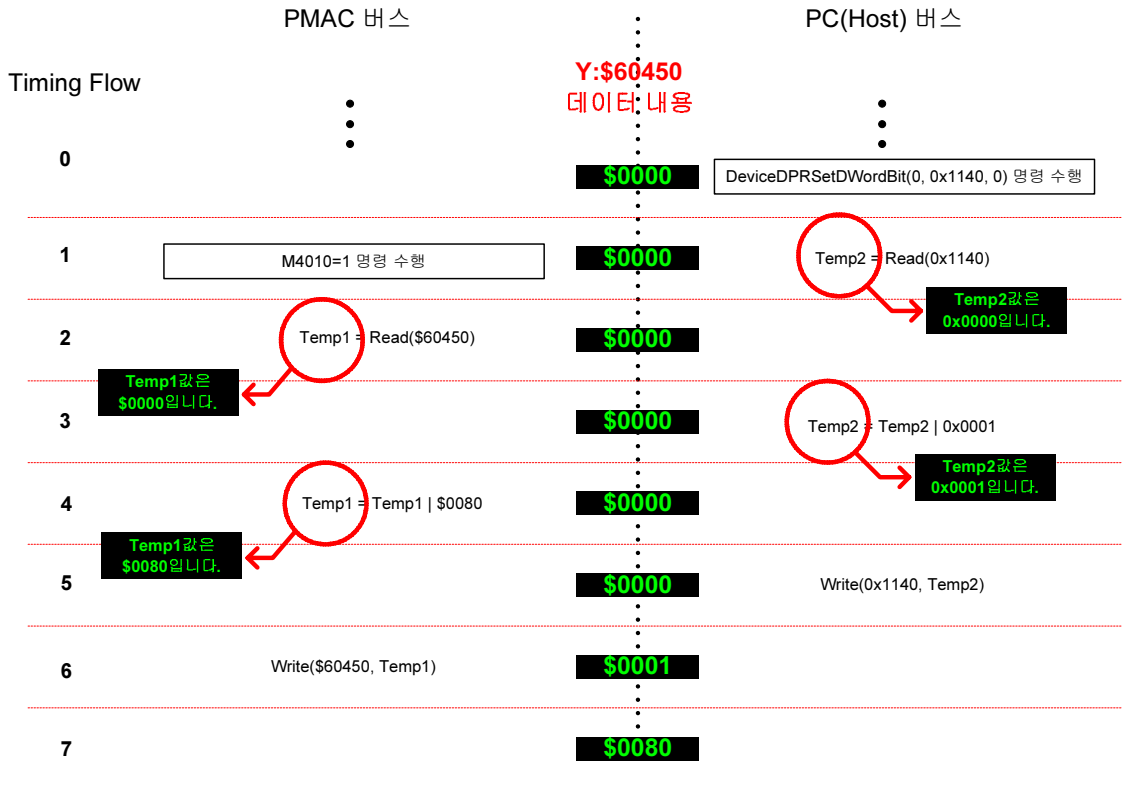 PMAC 버스
PC(Host) 버스
Timing Flow
Y:$60450
데이터 내용
0
$0000
DeviceDPRSetDWordBit(0, 0x1140, 0) 명령 수행
1
M4010=1 명령 수행
$0000
Temp2 = Read(0x1140)
Temp2값은
0x0000입니다.
2
Temp1 = Read($60450)
$0000
Temp1값은
$0000입니다.
3
$0000
Temp2 = Temp2 | 0x0001
Temp2값은
0x0001입니다.
4
Temp1 = Temp1 | $0080
$0000
Temp1값은
$0080입니다.
5
$0000
Write(0x1140, Temp2)
6
Write($60450, Temp1)
$0001
7
$0080